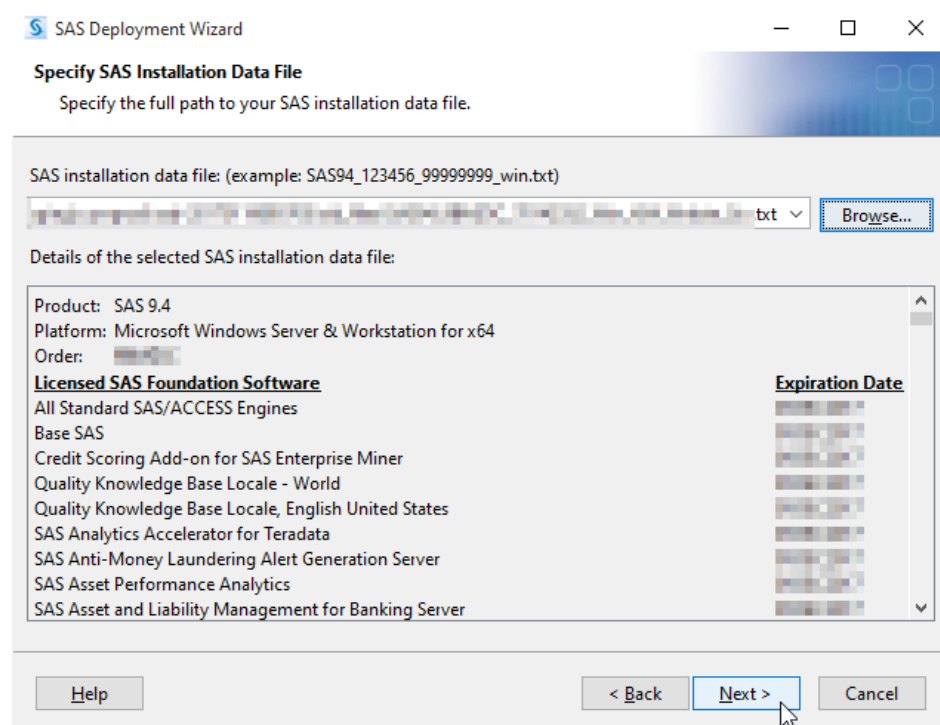 SAS Deployment Wizard
Specify SAS Installation Data File
Specify the full path to your SAS installation data file.
SAS installation data file: (example: SAS94_123456_99999999_win.txt)
txt Browse...
Details of the selected SAS installation data file:
Product: SAS 9.4
Platform: Microsoft Windows Server & Workstation for x64
Order:
Licensed SAS Foundation Software Expiration Date
All Standard SAS/ACCESS Engines
Base SAS
Credit Scoring Add-on for SAS Enterprise Miner
Quality Knowledge Base Locale - World
Quality Knowledge Base Locale, English United States
SAS Analytics Accelerator for Teradata
SAS Anti-Money Laundering Alert Generation Server
SAS Asset Performance Analytics
SAS Asset and Liability Management for Banking Server
Help < Back Next > Cancel